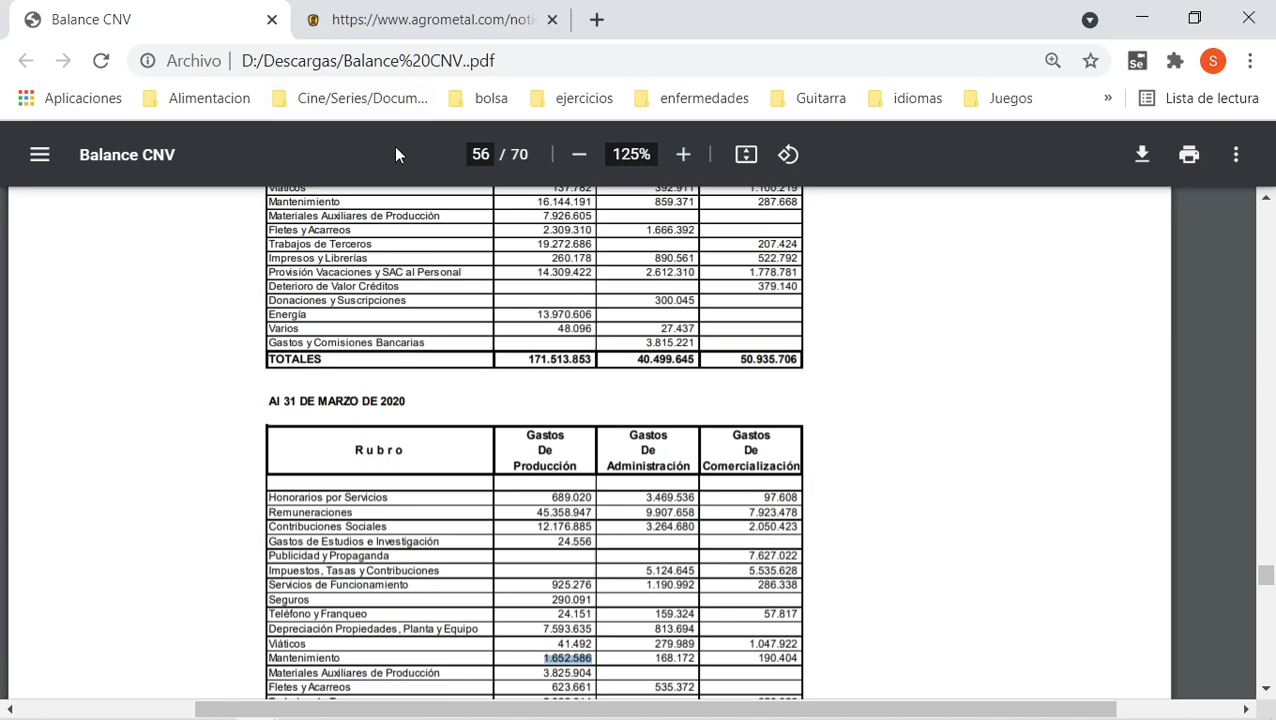 Balance CNV
https://www.agrometal.com/noti
Archivo D:/Descargas/Balance%20CNV..pdf Se S
Aplicaciones Alimentacion Cine/Series/Docum... bolsa ejercicios enfermedades Guitarra idiomas Juegos » Lista de lectura
Balance CNV 56 / 70 125%
Viáticos 137.782 392.911 1.100.219
Mantenimiento 16.144.191 859.371 287.668
Materiales Auxiliares de Producción 7.926.605
Fletes y Acarreos 2.309.310 1.666.392
Trabajos de Terceros 19.272.686 207.424
Impresos y Librerías 260.178 890.561 522.792
Provisión Vacaciones y SAC al Personal 14.309.422 2.612.310 1.778.781
Deterioro de Valor Créditos 379.140
Donaciones y Suscripciones 300.045
Energía 13.970.606
Varios 48.096 27.437
Gastos y Comisiones Bancarias 3.815.221
TOTALES 171.513.853 40.499.645 50.935.706
Al 31 DE MARZO DE 2020
Rubro
Gastos De Producción
Gastos De Administración
Gastos De Comercialización
Honorarios por Servicios 689.020 3.469.536 97.608
Remuneraciones 45.358.947 9.907.658 7.923.478
Contribuciones Sociales 12.176.885 3.264.680 2.050.423
Gastos de Estudios e Investigación 24.556
Publicidad y Propaganda 7.627.022
Impuestos, Tasas y Contribuciones 5.124.645 5.535.628
Servicios de Funcionamiento 925.276 1.190.992 286.338
Seguros 290.091
Teléfono y Franqueo 24.151 159.324 57.817
Depreciación Propiedades, Planta y Equipo 7.593.635 813.694
Viáticos 41.492 279.989 1.047.922
Mantenimiento 1.652.586 168.172 190.404
Materiales Auxiliares de Producción 3.825.904
Fletes y Acarreos 623.661 535.372